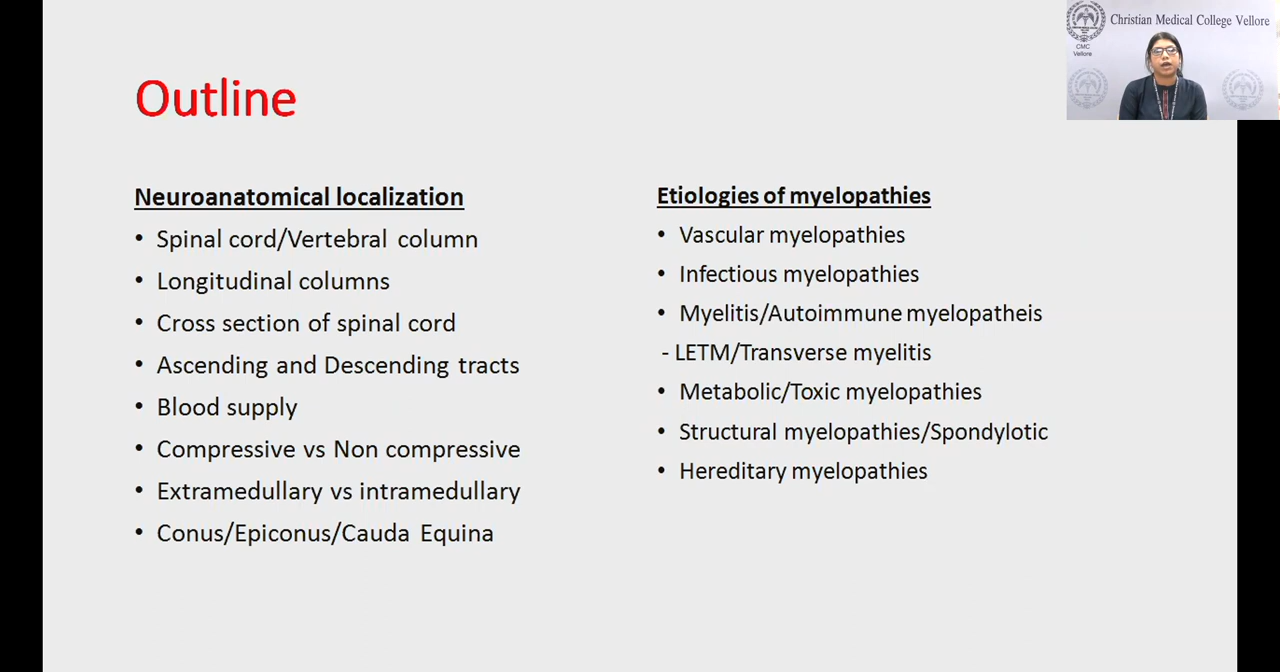 Christian Medical College Vellore
CMC
Vellore
Outline
Neuroanatomical localization
• Spinal cord/Vertebral column
• Longitudinal columns
• Cross section of spinal cord
• Ascending and Descending tracts
• Blood supply
• Compressive vs Non compressive
• Extramedullary vs intramedullary
• Conus/Epiconus/Cauda Equina
Etiologies of myelopathies
• Vascular myelopathies
• Infectious myelopathies
• Myelitis/Autoimmune myelopatheis
- LETM/Transverse myelitis
• Metabolic/Toxic myelopathies
• Structural myelopathies/Spondylotic
• Hereditary myelopathies